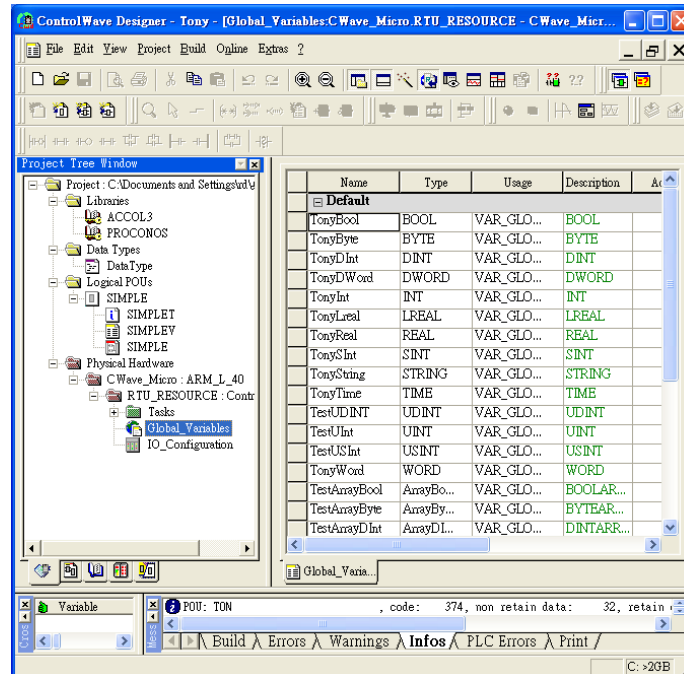 ControlWave Designer - Tony - [Global_Variables:CWave_Micro.RTU_RESOURCE - CWave_Micr...
File Edit View Project Build Online Extras ?
Project Tree Window
Project : C:\Documents and Settings\rd\
Libraries
ACCOL3
PROCONOS
Data Types
DataType
Logical POUs
SIMPLE
SIMPLET
SIMPLEV
SIMPLE
Physical Hardware
CWave_Micro : ARM_L_40
RTU_RESOURCE : Contr
Tasks
Global_Variables
IO_Configuration
Name Type Usage Description
Default
TonyBool BOOL VAR_GLO... BOOL
TonyByte BYTE VAR_GLO... BYTE
TonyDInt DINT VAR_GLO... DINT
TonyDWord DWORD VAR_GLO... DWORD
TonyInt INT VAR_GLO... INT
TonyLreal LREAL VAR_GLO... LREAL
TonyReal REAL VAR_GLO... REAL
TonySInt SINT VAR_GLO... SINT
TonyString STRING VAR_GLO... STRING
TonyTime TIME VAR_GLO... TIME
TestUDINT UDINT VAR_GLO... UDINT
TestUInt UINT VAR_GLO... UINT
TestUSInt USINT VAR_GLO... USINT
TonyWord WORD VAR_GLO... WORD
TestArrayBool ArrayBo... VAR_GLO... BOOLAR...
TestArrayByte ArrayBy... VAR_GLO... BYTEAR...
TestArrayDInt ArrayDI... VAR_GLO... DINTARR...
Global_Varia...
Cros
Variable
Mess
POU: TON , code: 374, non retain data: 32, retain
Build Errors Warnings Infos PLC Errors Print
C: >2GB